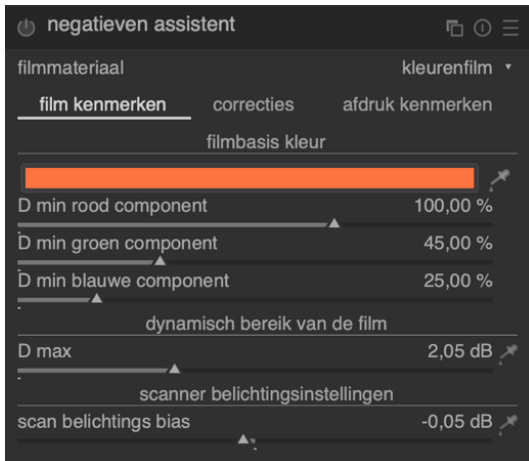 negatieven assistent
filmmateriaal kleurenfilm
film kenmerken correcties afdruk kenmerken
filmbasis kleur
D min rood component 100,00 %
D min groen component 45,00 %
D min blauwe component 25,00 %
dynamisch bereik van de film
D max 2,05 dB
scanner belichtingsinstellingen
scan belichtings bias -0,05 dB